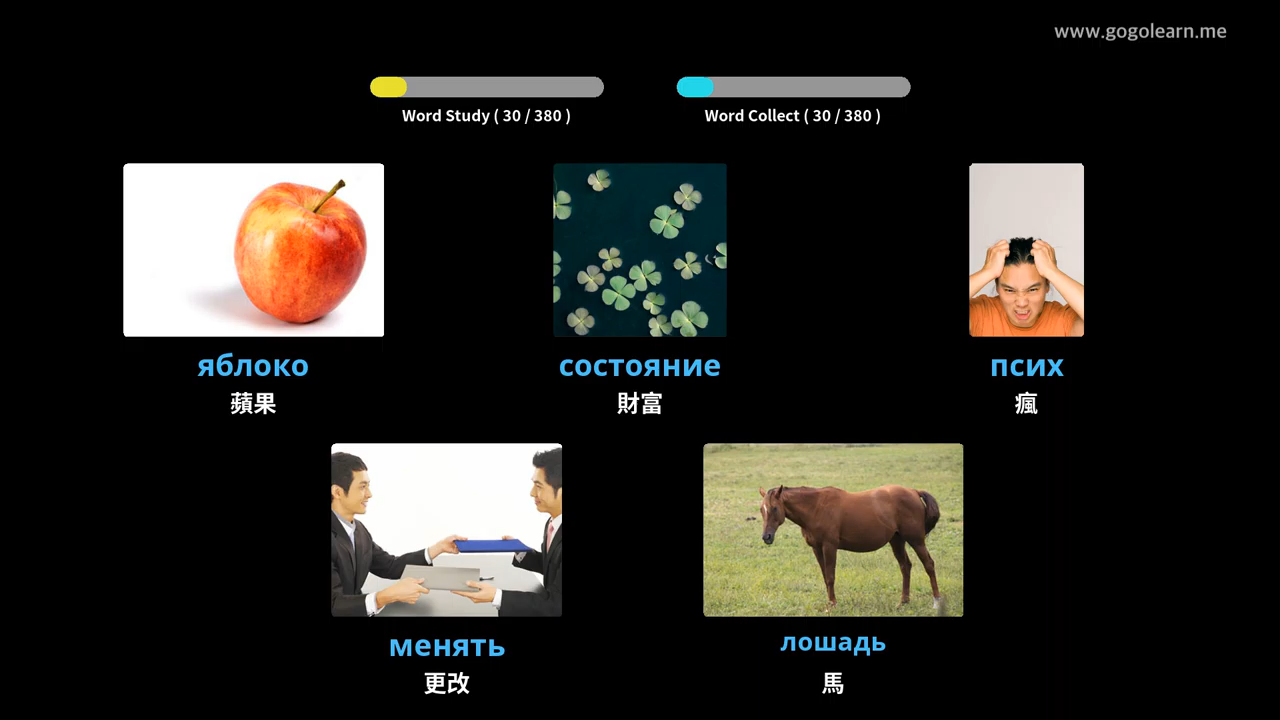 www.gogolearn.me
Word Study ( 30 / 380 )
Word Collect ( 30 / 380 )
яблоко
蘋果
состояние
財富
псих
瘋
менять
更改
лошадь
馬